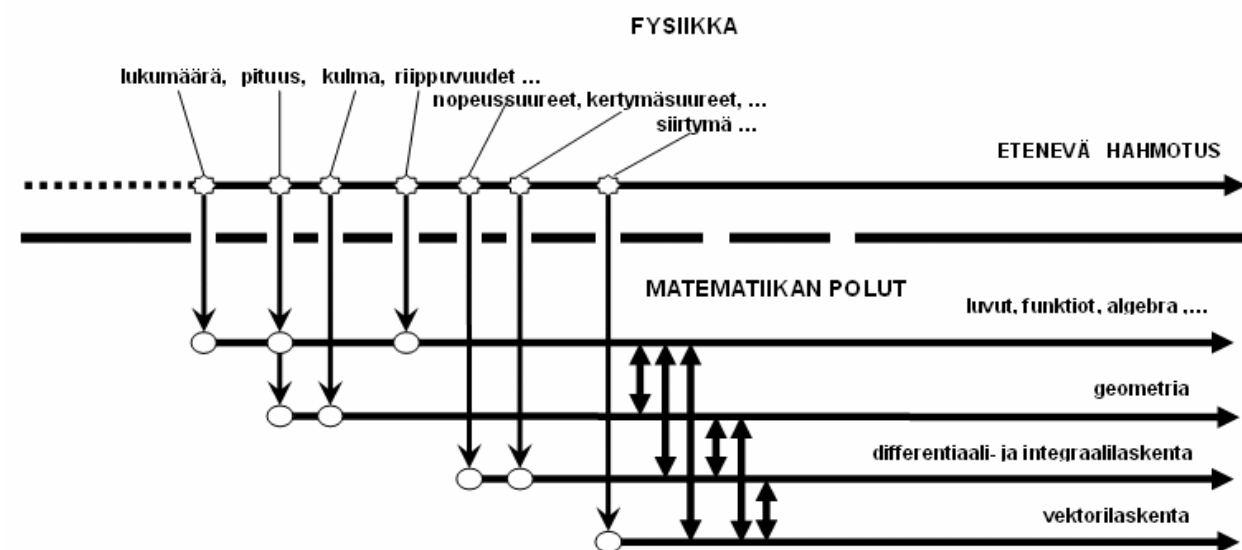 FYSIIKKA
lukumäärä, pituus, kulma, riippuvuudet ...
nopeussuureet, kertymäsuureet, ...
siirtymä ...
ETENEVÄ HAHMOTUS
MATEMATIIKAN POLUT
luvut, funktiot, algebra ,...
geometria
differentiaali- ja integraalilaskenta
vektorilaskenta